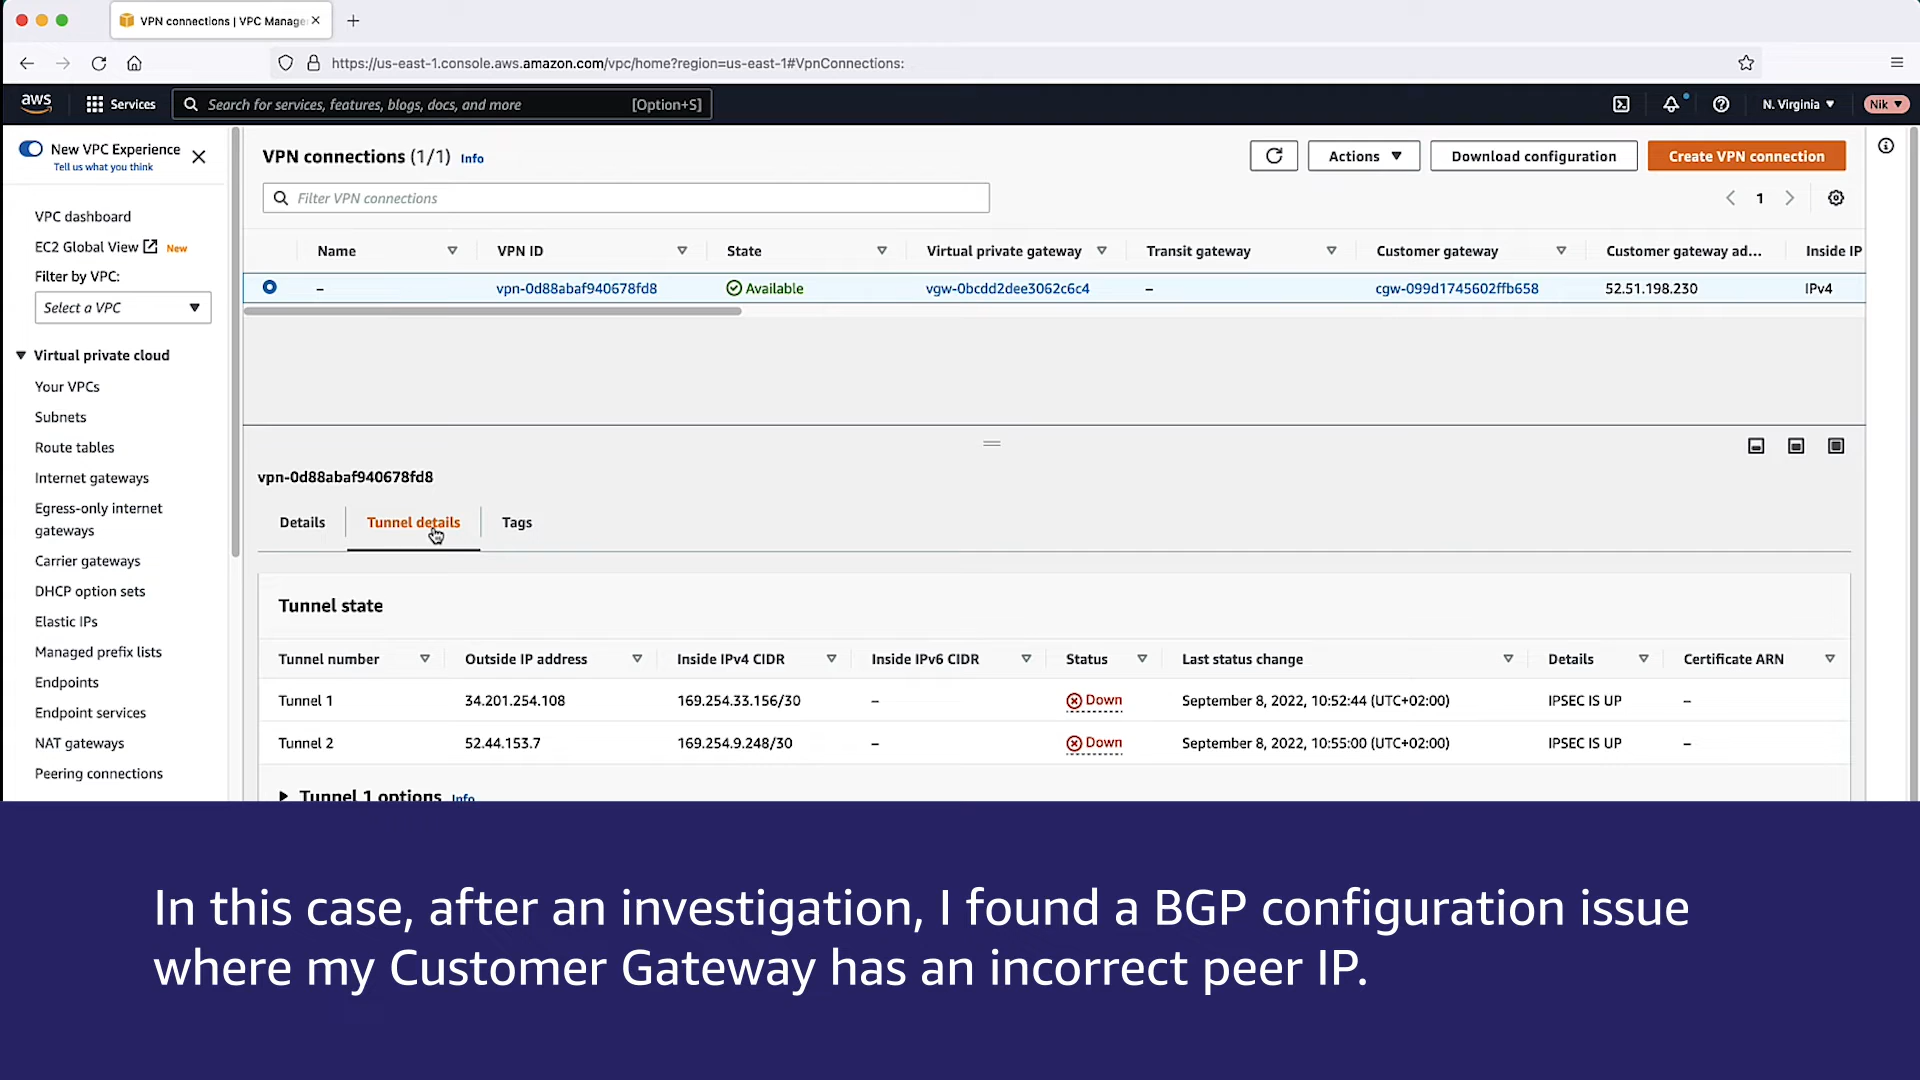 VPN connections | VPC Manage
https://us-east-1.console.aws.amazon.com/vpc/home?region=us-east-1#VpnConnections:
aws
Services
Search for services, features, blogs, docs, and more
[Option+S]
N. Virginia
Nik
New VPC Experience
Tell us what you think
VPC dashboard
EC2 Global View New
Filter by VPC:
Select a VPC
Virtual private cloud
Your VPCs
Subnets
Route tables
Internet gateways
Egress-only internet
gateways
Carrier gateways
DHCP option sets
Elastic IPs
Managed prefix lists
Endpoints
Endpoint services
NAT gateways
Peering connections
VPN connections (1/1) Info
Actions
Download configuration
Create VPN connection
Filter VPN connections
1
Name VPN ID State Virtual private gateway Transit gateway Customer gateway Customer gateway ad... Inside IP
– vpn-0d88abaf940678fd8 Available vgw-0bcdd2dee3062c6c4 – cgw-099d1745602ffb658 52.51.198.230 IPv4
vpn-0d88abaf940678fd8
Details Tunnel details Tags
Tunnel state
Tunnel number Outside IP address Inside IPv4 CIDR Inside IPv6 CIDR Status Last status change Details Certificate ARN
Tunnel 1 34.201.254.108 169.254.33.156/30 – Down September 8, 2022, 10:52:44 (UTC+02:00) IPSEC IS UP –
Tunnel 2 52.44.153.7 169.254.9.248/30 – Down September 8, 2022, 10:55:00 (UTC+02:00) IPSEC IS UP –
Tunnel 1 options Info
In this case, after an investigation, I found a BGP configuration issue
where my Customer Gateway has an incorrect peer IP.